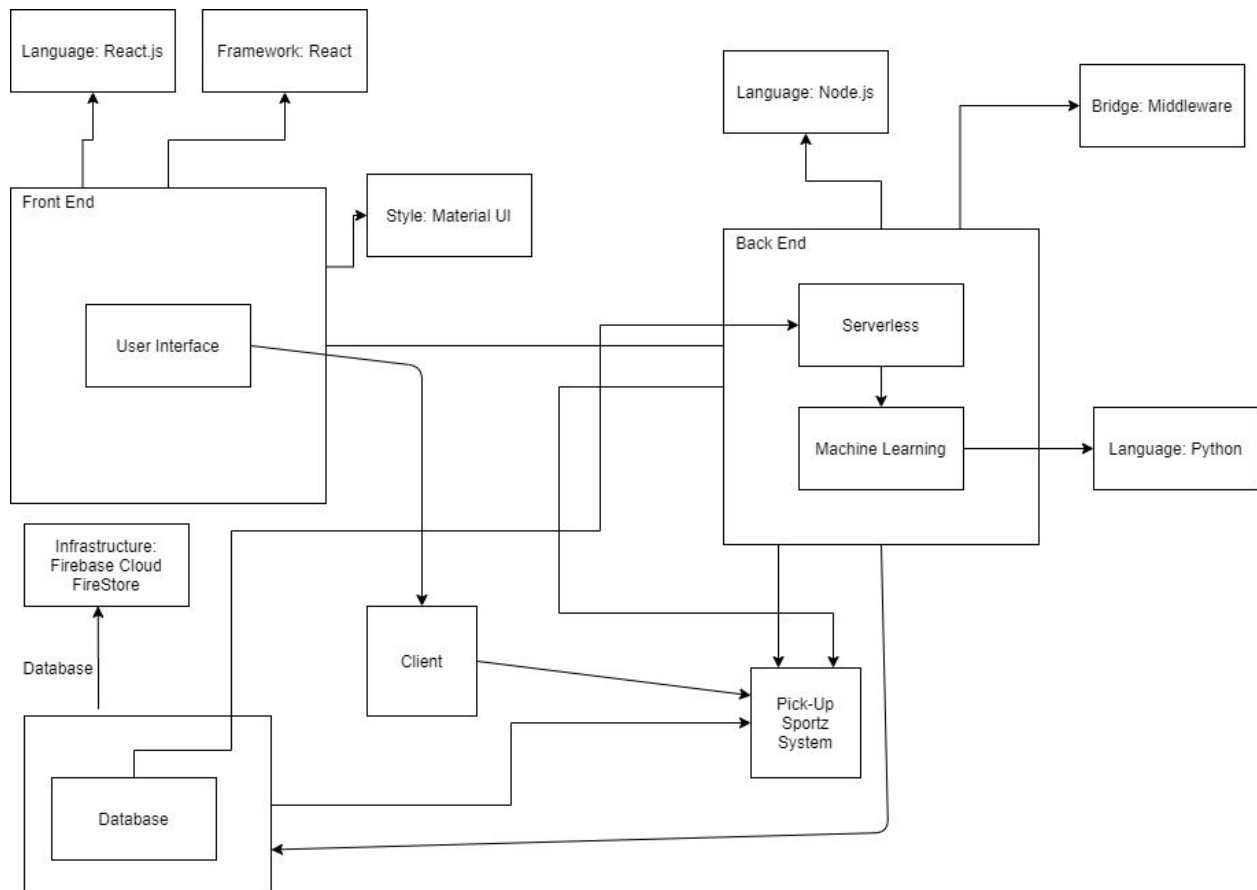 Language: React.js
Framework: React
Language: Node.js
Bridge: Middleware
Front End
Style: Material UI
Back End
Serverless
User Interface
Machine Learning
Language: Python
Infrastructure:
Firebase Cloud
FireStore
Database
Client
Pick-Up
Sportz
System
Database